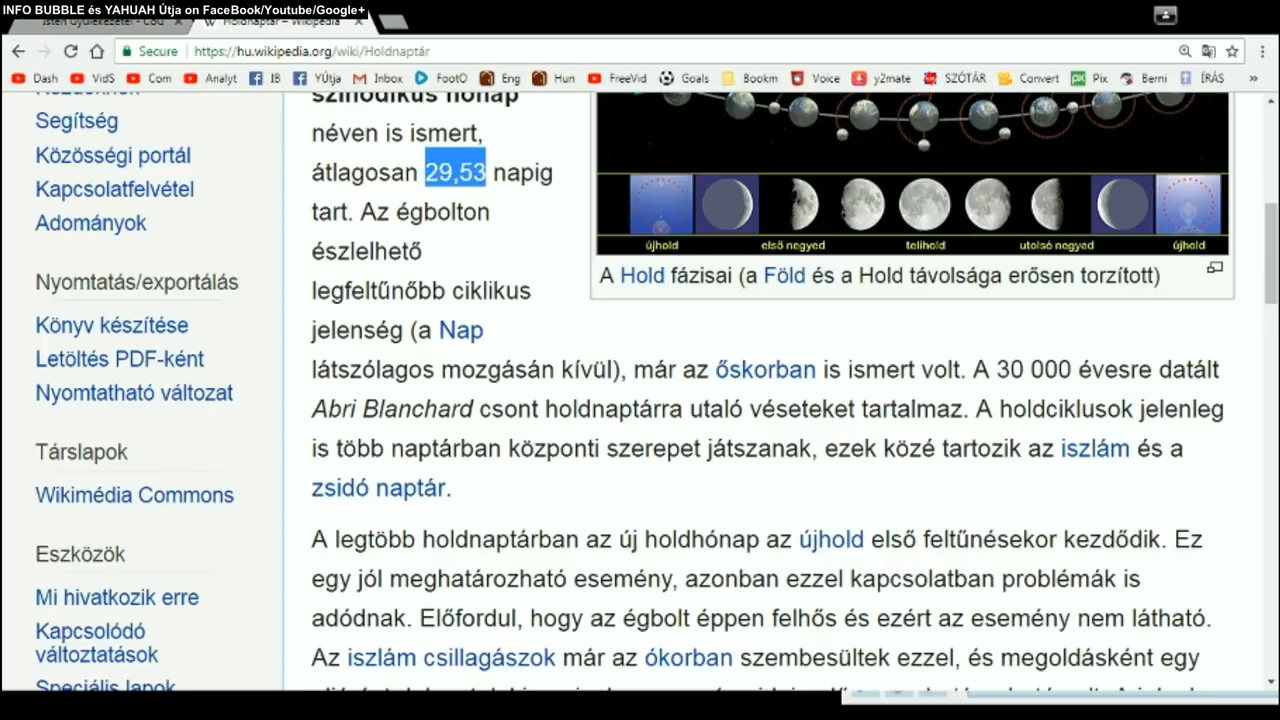 INFO BUBBLE és YAHUAH Útja on FaceBook/Youtube/Google+
Isten Gyülekezetei - Cou
Holdnaptár – Wikipédia
Secure https://hu.wikipedia.org/wiki/Holdnaptár
Dash VidS Com Analyt IB YÚtja Inbox FootO Eng Hun FreeVid Goals Bookm Voice y2mate SZÓTÁR Convert Pix Berni ÍRÁS »
Kezdőknek
Segítség
Közösségi portál
Kapcsolatfelvétel
Adományok
Nyomtatás/exportálás
Könyv készítése
Letöltés PDF-ként
Nyomtatható változat
Társlapok
Wikimédia Commons
Eszközök
Mi hivatkozik erre
Kapcsolódó
változtatások
Speciális lapok
szinodikus hónap
néven is ismert,
átlagosan 29,53 napig
tart. Az égbolton
észlelhető
legfeltűnőbb ciklikus
jelenség (a Nap
látszólagos mozgásán kívül), már az őskorban is ismert volt. A 30 000 évesre datált
Abri Blanchard csont holdnaptárra utaló véseteket tartalmaz. A holdciklusok jelenleg
is több naptárban központi szerepet játszanak, ezek közé tartozik az iszlám és a
zsidó naptár.
A legtöbb holdnaptárban az új holdhónap az újhold első feltűnésekor kezdődik. Ez
egy jól meghatározható esemény, azonban ezzel kapcsolatban problémák is
adódnak. Előfordul, hogy az égbolt éppen felhős és ezért az esemény nem látható.
Az iszlám csillagászok már az ókorban szembesültek ezzel, és megoldásként egy
újhold első negyed telihold utolsó negyed újhold
A Hold fázisai (a Föld és a Hold távolsága erősen torzított)